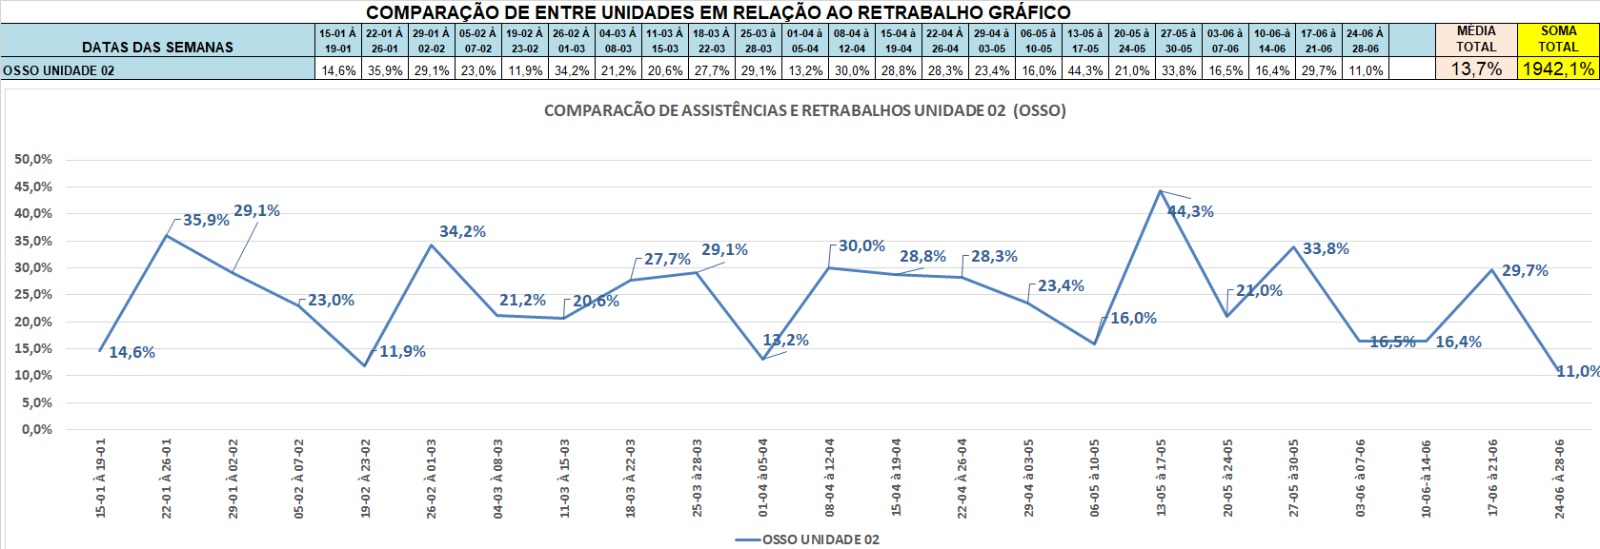 COMPARAÇÃO DE ENTRE UNIDADES EM RELAÇÃO AO RETRABALHO GRÁFICO
DATAS DAS SEMANAS 15-01 À 19-01 22-01 À 26-01 29-01 À 02-02 05-02 À 07-02 19-02 À 23-02 26-02 À 01-03 04-03 À 08-03 11-03 À 15-03 18-03 À 22-03 25-03 à 28-03 01-04 à 05-04 08-04 à 12-04 15-04 à 19-04 22-04 À 26-04 29-04 à 03-05 06-05 à 10-05 13-05 à 17-05 20-05 à 24-05 27-05 à 30-05 03-06 à 07-06 10-06-à 14-06 17-06 à 21-06 24-06 À 28-06 MÉDIA TOTAL SOMA TOTAL
OSSO UNIDADE 02 14,6% 35,9% 29,1% 23,0% 11,9% 34,2% 21,2% 20,6% 27,7% 29,1% 13,2% 30,0% 28,8% 28,3% 23,4% 16,0% 44,3% 21,0% 33,8% 16,5% 16,4% 29,7% 11,0% 13,7% 1942,1%
COMPARACÃO DE ASSISTÊNCIAS E RETRABALHOS UNIDADE 02 (OSSO)
50,0%
45,0%
40,0%
35,0%
30,0%
25,0%
20,0%
15,0%
10,0%
5,0%
0,0%
14,6%
35,9%
29,1%
23,0%
11,9%
34,2%
21,2%
20,6%
27,7%
29,1%
13,2%
30,0%
28,8%
28,3%
23,4%
16,0%
44,3%
21,0%
33,8%
16,5%
16,4%
29,7%
11,0%
15-01 À 19-01
22-01 À 26-01
29-01 À 02-02
05-02 À 07-02
19-02 À 23-02
26-02 À 01-03
04-03 À 08-03
11-03 À 15-03
18-03 À 22-03
25-03 à 28-03
01-04 à 05-04
08-04 à 12-04
15-04 à 19-04
22-04 À 26-04
29-04 à 03-05
06-05 à 10-05
13-05 à 17-05
20-05 à 24-05
27-05 à 30-05
03-06 à 07-06
10-06-à 14-06
17-06 à 21-06
24-06 À 28-06
OSSO UNIDADE 02